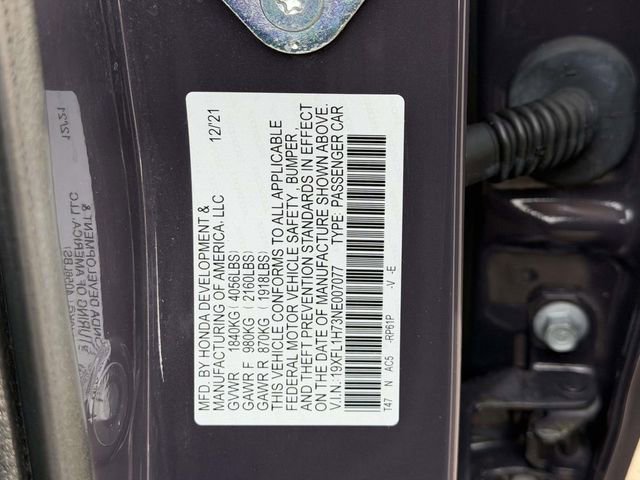 MFD. BY HONDA DEVELOPMENT &
MANUFACTURING OF AMERICA, LLC 12/'21
GVWR 1840KG ( 4056LBS)
GAWR F 980KG ( 2160LBS)
GAWR R 870KG ( 1918LBS)
THIS VEHICLE CONFORMS TO ALL APPLICABLE
FEDERAL MOTOR VEHICLE SAFETY, BUMPER,
AND THEFT PREVENTION STANDARDS IN EFFECT
ON THE DATE OF MANUFACTURE SHOWN ABOVE.
V.I.N: 19XFL1H73NE007077 TYPE: PASSENGER CAR
T47 N AC5 -RP61P -V -E